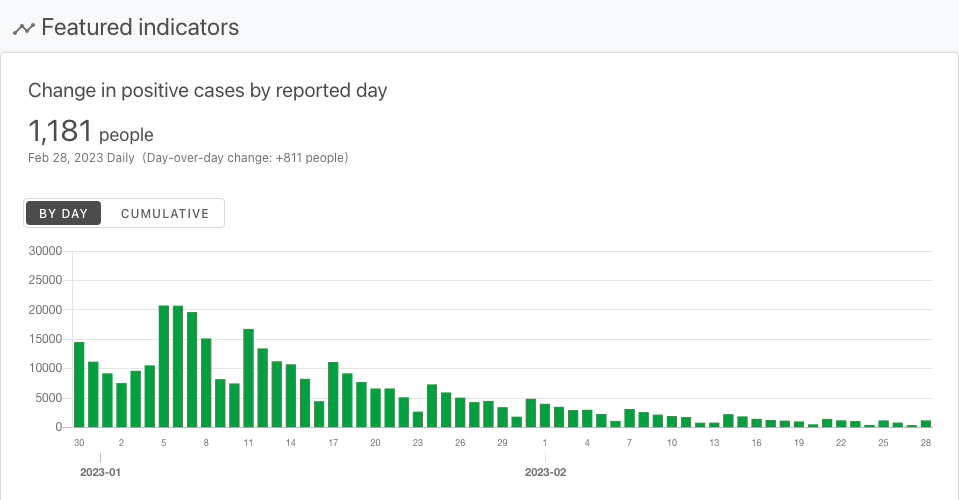 Featured indicators
Change in positive cases by reported day
1,181 people
Feb 28, 2023 Daily (Day-over-day change: +811 people)
BY DAY CUMULATIVE
30000
25000
20000
15000
10000
5000
0
30 2 5 8 11 14 17 20 23 26 29 1 4 7 10 13 16 19 22 25 28
2023-01 2023-02